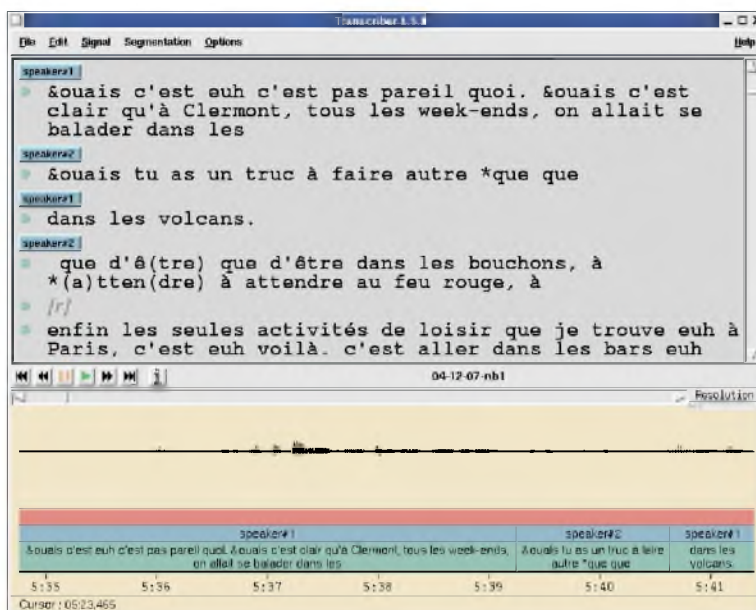 Transcriber 1.5.1
File Edit Signal Segmentation Options Help
speaker#1
&ouais c'est euh c'est pas pareil quoi. &ouais c'est
clair qu'à Clermont, tous les week-ends, on allait se
balader dans les
speaker#2
&ouais tu as un truc à faire autre *que que
speaker#1
dans les volcans.
speaker#2
que d'ê(tre) que d'être dans les bouchons, à
*(a)tten(dre) à attendre au feu rouge, à
[r]
enfin les seules activités de loisir que je trouve euh à
Paris, c'est euh voilà. c'est aller dans les bars euh
04-12-07-nb1
Resolution
speaker#1 speaker#2 speaker#1
&ouais c'est euh c'est pas pareil quoi. &ouais c'est clair qu'à Clermont, tous les week-ends, &ouais tu as un truc à faire dans les
on allait se balader dans les autre *que que volcans.
5:35 5:36 5:37 5:38 5:39 5:40 5:41
Cursor : 05:23.465